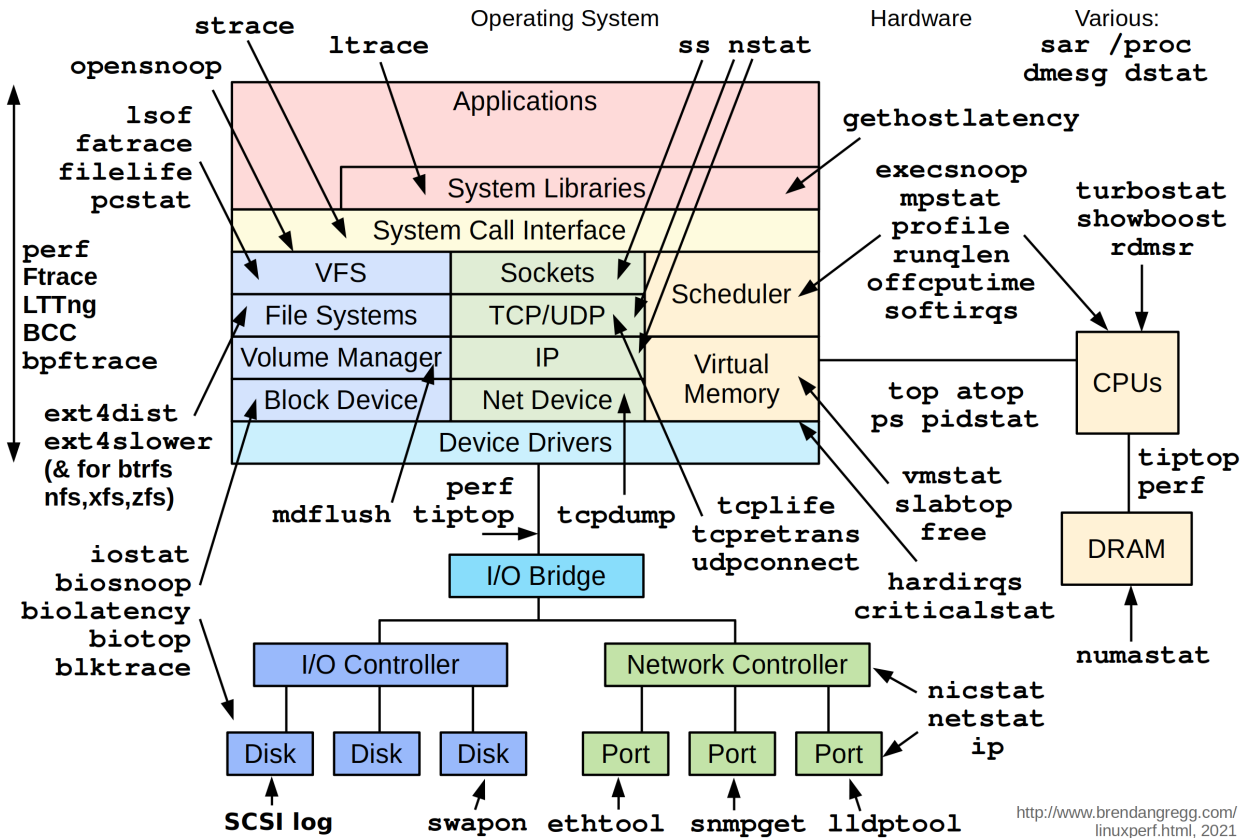 Operating System
Hardware
Various:
sar /proc
dmesg dstat
strace
ltrace
ss nstat
opensnoop
lsof
fatrace
filelife
pcstat
perf
Ftrace
LTTng
BCC
bpftrace
ext4dist
ext4slower
(& for btrfs
nfs,xfs,zfs)
Applications
System Libraries
System Call Interface
VFS
Sockets
Scheduler
File Systems
TCP/UDP
Volume Manager
IP
Virtual
Memory
Block Device
Net Device
Device Drivers
gethostlatency
execsnoop
mpstat
profile
runqlen
offcputime
softirqs
turbostat
showboost
rdmsr
CPUs
top atop
ps pidstat
tiptop
perf
DRAM
numastat
vmstat
slabtop
free
hardirqs
criticalstat
mdflush
perf
tiptop
tcpdump
tcplife
tcpretrans
udpconnect
iostat
biosnoop
biolatency
biotop
blktrace
I/O Bridge
I/O Controller
Network Controller
nicstat
netstat
ip
Disk
Disk
Disk
Port
Port
Port
SCSI log
swapon
ethtool
snmpget
lldptool
http://www.brendangregg.com/
linuxperf.html, 2021